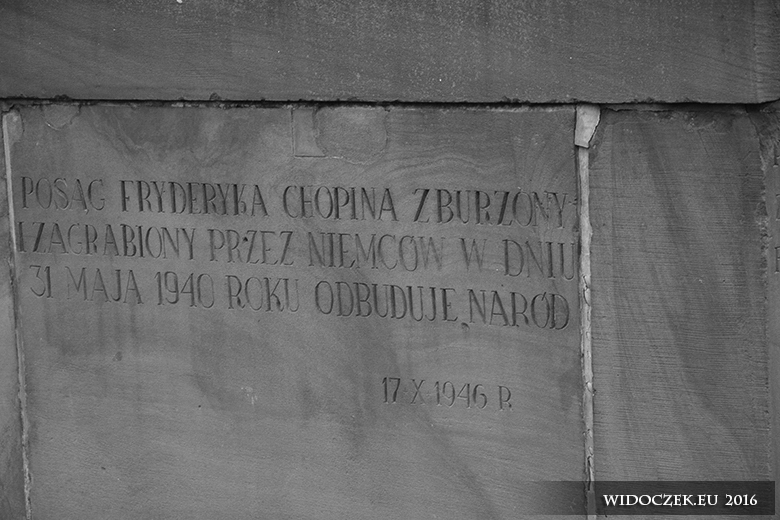 POSĄG FRYDERYKA CHOPINA ZBURZONY
I ZAGRABIONY PRZEZ NIEMCÓW W DNIU
31 MAJA 1940 ROKU ODBUDUJE NARÓD
17·X 1946 R.
WIDOCZEK.EU 2016